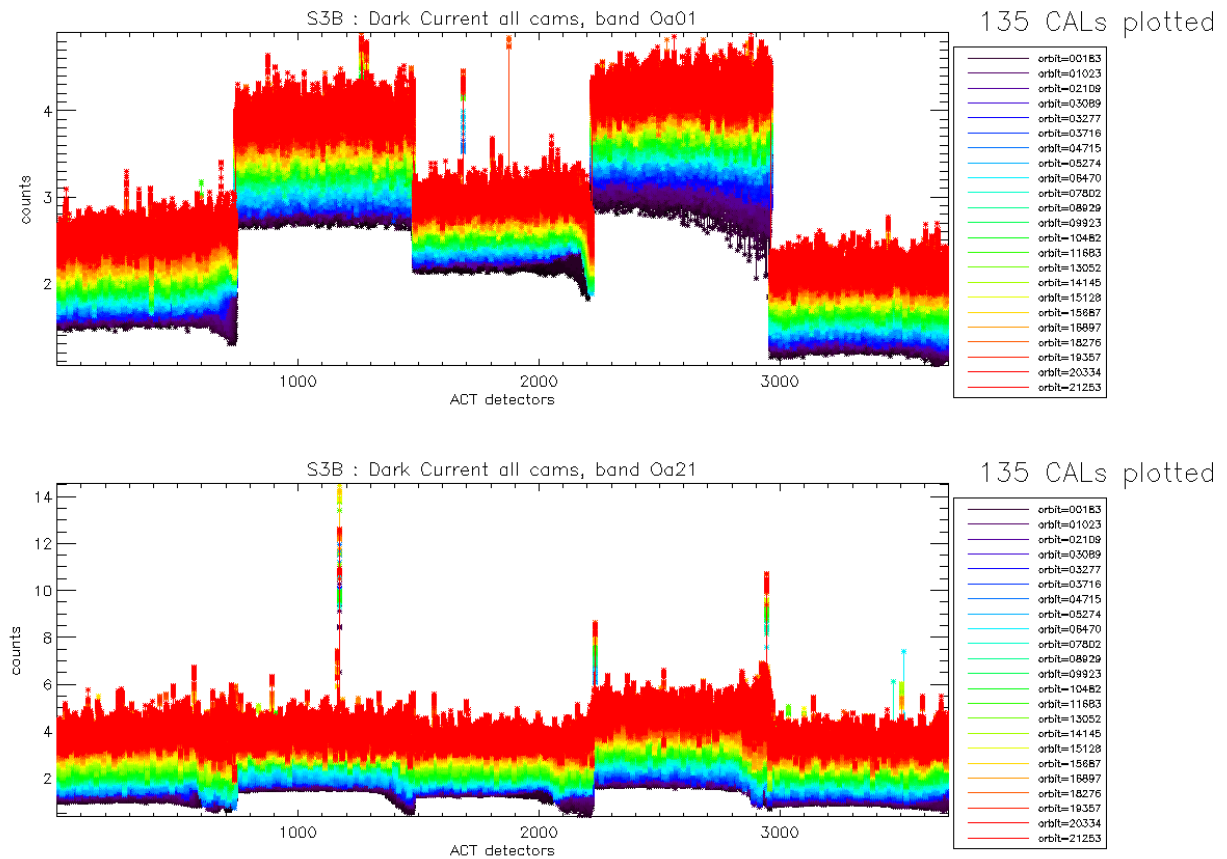 S3B : Dark Current all cams, band Oa01
135 CALs plotted
counts
4
3
2
1000
2000
3000
ACT detectors
orbit=00183
orbit=01023
orbit=02109
orbit=03089
orbit=03277
orbit=03716
orbit=04715
orbit=05274
orbit=06470
orbit=07802
orbit=08929
orbit=09923
orbit=10482
orbit=11683
orbit=13052
orbit=14145
orbit=15128
orbit=15687
orbit=16897
orbit=18276
orbit=19357
orbit=20334
orbit=21253
S3B : Dark Current all cams, band Oa21
135 CALs plotted
counts
14
12
10
8
6
4
2
1000
2000
3000
ACT detectors
orbit=00183
orbit=01023
orbit=02109
orbit=03089
orbit=03277
orbit=03716
orbit=04715
orbit=05274
orbit=06470
orbit=07802
orbit=08929
orbit=09923
orbit=10482
orbit=11683
orbit=13052
orbit=14145
orbit=15128
orbit=15687
orbit=16897
orbit=18276
orbit=19357
orbit=20334
orbit=21253